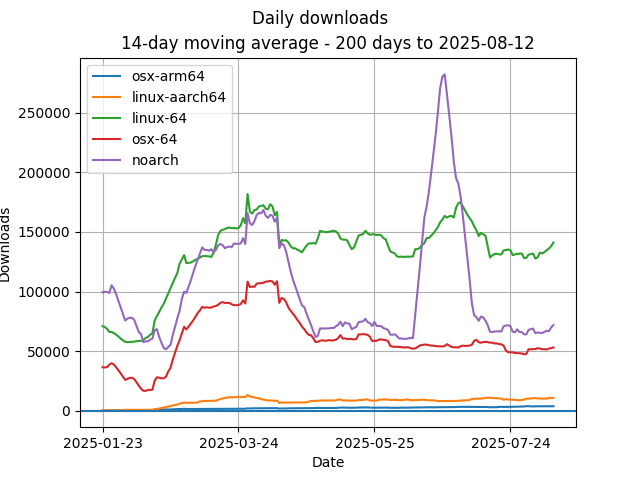 Daily downloads
14-day moving average - 200 days to 2025-08-12
osx-arm64
linux-aarch64
linux-64
osx-64
noarch
Downloads
250000
200000
150000
100000
50000
0
2025-01-23
2025-03-24
2025-05-25
2025-07-24
Date